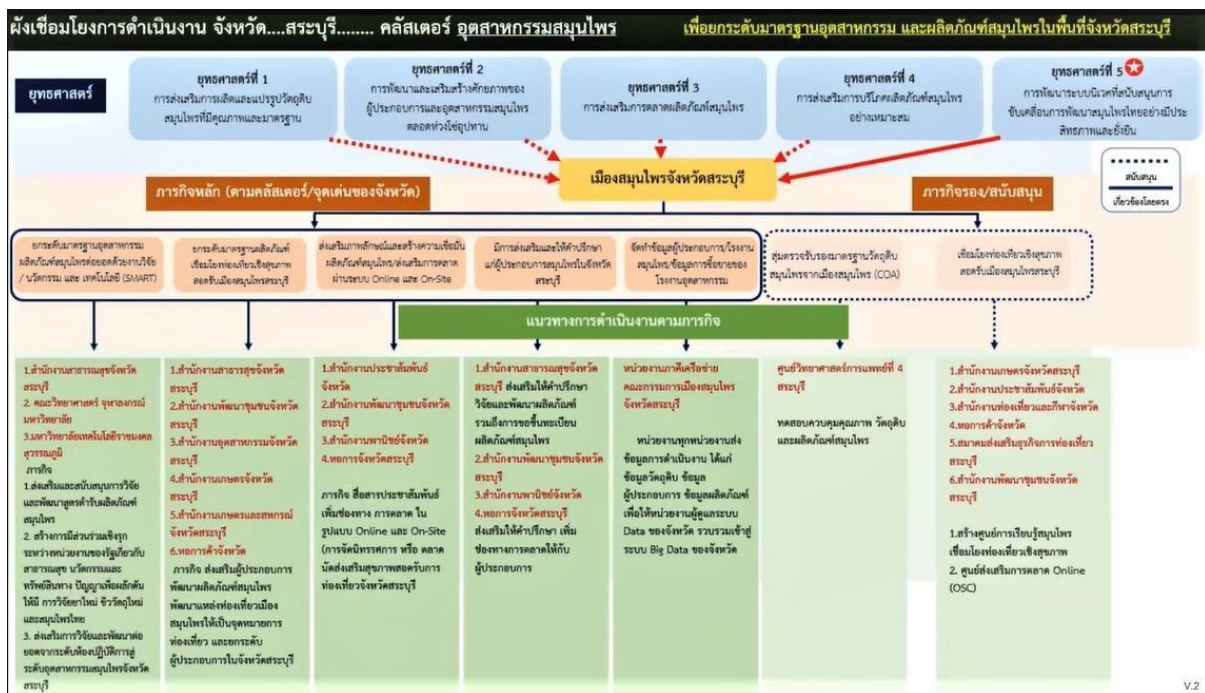 ผังเชื่อมโยงการดำเนินงาน จังหวัด....สระบุรี........ คลัสเตอร์ อุตสาหกรรมสมุนไพร
เพื่อยกระดับมาตรฐานอุตสาหกรรม และผลิตภัณฑ์สมุนไพรในพื้นที่จังหวัดสระบุรี
ยุทธศาสตร์
ยุทธศาสตร์ที่ 1
การส่งเสริมการผลิตและแปรรูปวัตถุดิบ
สมุนไพรที่มีคุณภาพและมาตรฐาน
ยุทธศาสตร์ที่ 2
การพัฒนาและเสริมสร้างศักยภาพของ
ผู้ประกอบการและอุตสาหกรรมสมุนไพร
ตลอดห่วงโซ่อุปทาน
ยุทธศาสตร์ที่ 3
การส่งเสริมการตลาดผลิตภัณฑ์สมุนไพร
ยุทธศาสตร์ที่ 4
การส่งเสริมการบริโภคผลิตภัณฑ์สมุนไพร
อย่างเหมาะสม
ยุทธศาสตร์ที่ 5
การพัฒนาระบบนิเวศที่สนับสนุนการ
ขับเคลื่อนการพัฒนาสมุนไพรไทยอย่างมีประ
สิทธภาพและยั่งยืน
สนับสนุน
เกี่ยวข้องโดยตรง
เมืองสมุนไพรจังหวัดสระบุรี
ภารกิจหลัก (ตามคลัสเตอร์/จุดเด่นของจังหวัด)
ภารกิจรอง/สนับสนุน
ยกระดับมาตรฐานอุตสาหกรรม
ผลิตภัณฑ์สมุนไพรต่อยอดด้วยงานวิจัย
/ นวัตกรรม และ เทคโนโลยี (SMART)
ยกระดับมาตรฐานผลิตภัณฑ์
เชื่อมโยงท่องเที่ยวเชิงสุขภาพ
สอดรับเมืองสมุนไพรสระบุรี
ส่งเสริมภาพลักษณ์และสร้างความเชื่อมั่น
ผลิตภัณฑ์สมุนไพร/ส่งเสริมการตลาด
ผ่านระบบ Online และ On-Site
มีการส่งเสริมและให้คำปรึกษา
แก่ผู้ประกอบการสมุนไพรในจังหวัด
สระบุรี
จัดทำข้อมูลผู้ประกอบการ/โรงงาน
สมุนไพร/ข้อมูลการซื้อขายของ
โรงงานอุตสาหกรรม
สุ่มตรวจรับรองมาตรฐานวัตถุดิบ
สมุนไพรจากเมืองสมุนไพร (COA)
เชื่อมโยงท่องเที่ยวเชิงสุขภาพ
สอดรับเมืองสมุนไพรสระบุรี
แนวทางการดำเนินงานตามภารกิจ
1.สำนักงานสาธารณสุขจังหวัด
สระบุรี
2. คณะวิทยาศาสตร์ จุฬาลงกรณ์
มหาวิทยาลัย
3.มหาวิทยาลัยเทคโนโลยีราชมงคล
สุวรรณภูมิ
ภารกิจ
1.ส่งเสริมและสนับสนุนการวิจัย
และพัฒนาสูตรตำรับผลิตภัณฑ์
สมุนไพร
2. สร้างการมีส่วนร่วมเชิงรุก
ระหว่างหน่วยงานของรัฐเกี่ยวกับ
สาธารณสุข นวัตกรรมและ
ทรัพย์สินทาง ปัญญาเพื่อผลักดัน
ให้มี การวิจัยยาใหม่ ชีววัตถุใหม่
และสมุนไพรไทย
3. ส่งเสริมการวิจัยและพัฒนาต่อ
ยอดจากระดับห้องปฏิบัติการสู่
ระดับอุตสาหกรรมสมุนไพรจังหวัด
สระบุรี
1.สำนักงานสาธารสุขจังหวัด
สระบุรี
2.สำนักงานพัฒนาชุมชนจังหวัด
สระบุรี
3.สำนักงานอุตสาหกรรมจังหวัด
สระบุรี
4.สำนักงานเกษตรจังหวัด
สระบุรี
5.สำนักงานเกษตรและสหกรณ์
จังหวัดสระบุรี
6.หอการค้าจังหวัด
ภารกิจ ส่งเสริมผู้ประกอบการ
พัฒนาผลิตภัณฑ์สมุนไพร
พัฒนาแหล่งท่องเที่ยวเมือง
สมุนไพรให้เป็นจุดหมายการ
ท่องเที่ยว และยกระดับ
ผู้ประกอบการในจังหวัดสระบุรี
1.สำนักงานประชาสัมพันธ์
จังหวัด
2.สำนักงานพัฒนาชุมชนจังหวัด
สระบุรี
3.สำนักงานพานิชย์จังหวัด
4.หอการจังหวัดสระบุรี
ภารกิจ สื่อสารประชาสัมพันธ์
เพิ่มช่องทาง การตลาด ใน
รูปแบบ Online และ On-Site
(การจัดนิทรรศการ หรือ ตลาด
นัดส่งเสริมสุขภาพสอดรับการ
ท่องเที่ยวจังหวัดสระบุรี
1.สำนักงานสาธารณสุขจังหวัด
สระบุรี ส่งเสริมให้คำปรึกษา
วิจัยและพัฒนาผลิตภัณฑ์
รวมถึงการขอขึ้นทะเบียน
ผลิตภัณฑ์สมุนไพร
2.สำนักงานพัฒนาชุมชนจังหวัด
สระบุรี
3.สำนักงานพานิชย์จังหวัด
4.หอการจังหวัดสระบุรี
ส่งเสริมให้คำปรึกษา เพิ่ม
ช่องทางการตลาดให้กับ
ผู้ประกอบการ
หน่วยงานภาคีเครือข่าย
คณะกรรมการเมืองสมุนไพร
จังหวัดสระบุรี
หน่วยงานทุกหน่วยงานส่ง
ข้อมูลการดำเนินงาน ได้แก่
ข้อมูลวัตถุดิบ ข้อมูล
ผู้ประกอบการ ข้อมูลผลิตภัณฑ์
เพื่อให้หน่วยงานผู้ดูแลระบบ
Data ของจังหวัด รวบรวมเข้าสู่
ระบบ Big Data ของจังหวัด
ศูนย์วิทยาศาสตร์การแพทย์ที่ 4
สระบุรี
ทดสอบควบคุมคุณภาพ วัตถุดิบ
และผลิตภัณฑ์สมุนไพร
1.สำนักงานเกษตรจังหวัดสระบุรี
2.สำนักงานประชาสัมพันธ์จังหวัด
3.สำนักงานท่องเที่ยวและกีฬาจังหวัด
4.หอการค้าจังหวัด
5.สมาคมส่งเสริมธุรกิจการท่องเที่ยว
สระบุรี
6.สำนักงานพัฒนาชุมชนจังหวัด
สระบุรี
1.สร้างศูนย์การเรียนรู้สมุนไพร
เชื่อมโยงท่องเที่ยวเชิงสุขภาพ
2. ศูนย์ส่งเสริมการตลาด Online
(OSC)
V.2